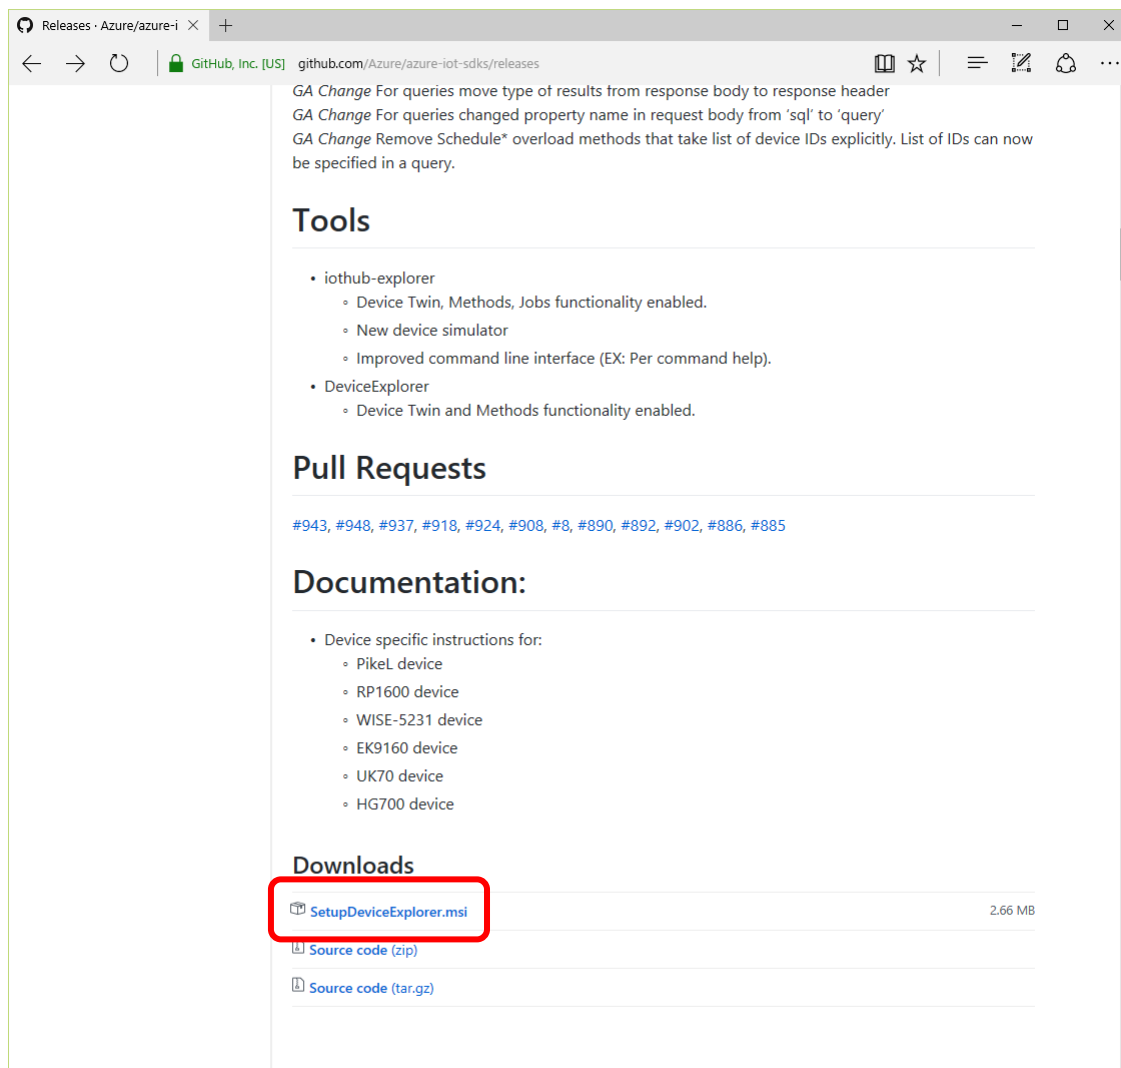 Releases · Azure/azure-i
GitHub, Inc. [US] github.com/Azure/azure-iot-sdks/releases
GA Change For queries move type of results from response body to response header
GA Change For queries changed property name in request body from ‘sql’ to ‘query’
GA Change Remove Schedule* overload methods that take list of device IDs explicitly. List of IDs can now
be specified in a query.
Tools
• iothub-explorer
◦ Device Twin, Methods, Jobs functionality enabled.
◦ New device simulator
◦ Improved command line interface (EX: Per command help).
• DeviceExplorer
◦ Device Twin and Methods functionality enabled.
Pull Requests
#943, #948, #937, #918, #924, #908, #8, #890, #892, #902, #886, #885
Documentation:
• Device specific instructions for:
◦ PikeL device
◦ RP1600 device
◦ WISE-5231 device
◦ EK9160 device
◦ UK70 device
◦ HG700 device
Downloads
SetupDeviceExplorer.msi 2.66 MB
Source code (zip)
Source code (tar.gz)